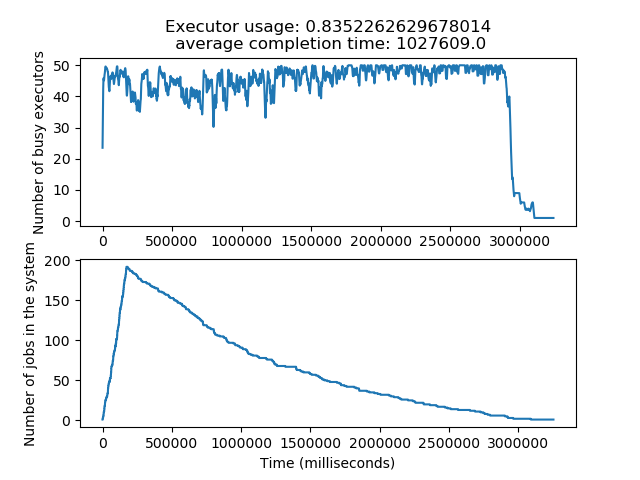 Executor usage: 0.8352262629678014
average completion time: 1027609.0
Number of busy executors
50
40
30
20
10
0
0 500000 1000000 1500000 2000000 2500000 3000000
Number of jobs in the system
200
150
100
50
0
0 500000 1000000 1500000 2000000 2500000 3000000
Time (milliseconds)